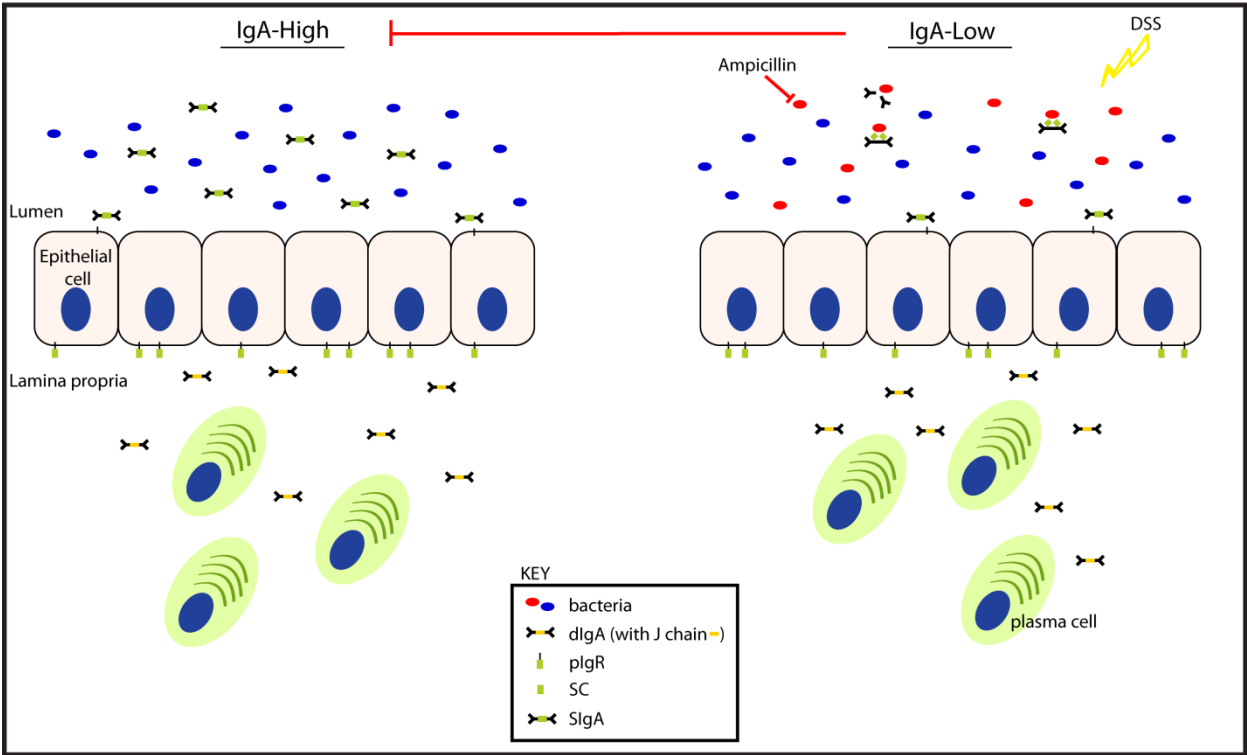 IgA-High
IgA-Low
DSS
Ampicillin
Lumen
Epithelial
cell
Lamina propria
plasma cell
KEY
bacteria
dIgA (with J chain )
pIgR
SC
SIgA